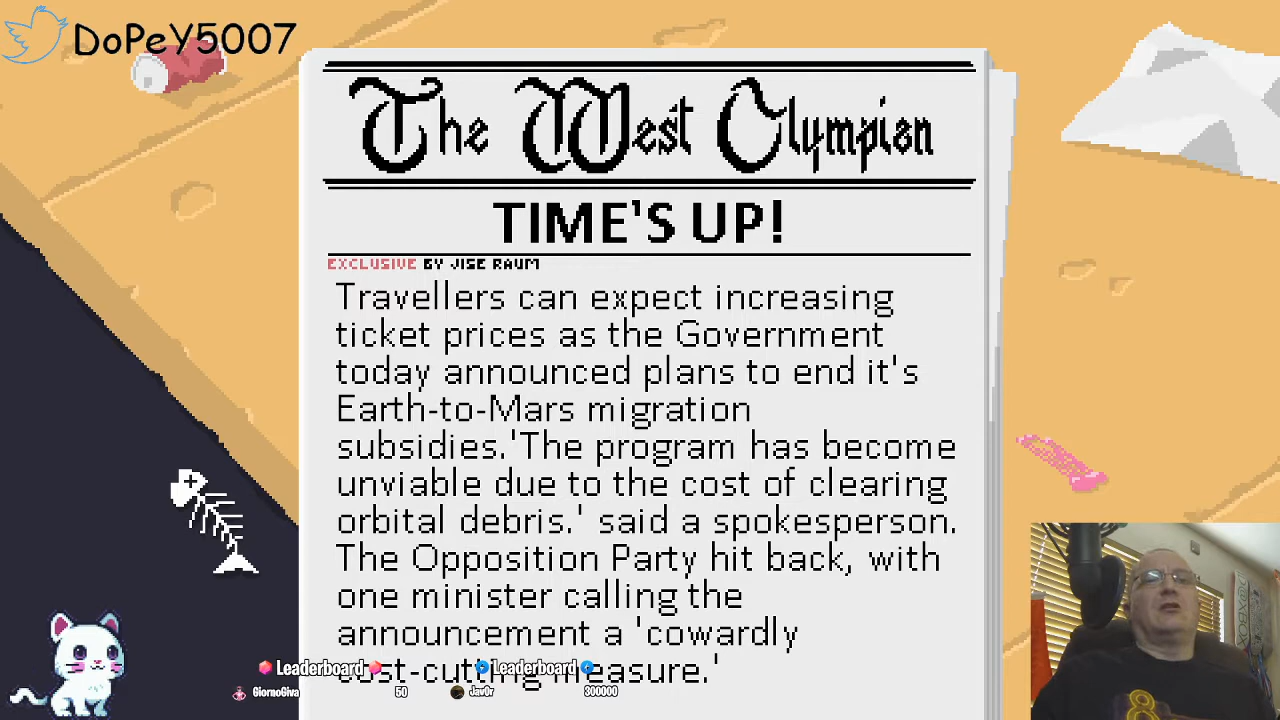 DoPeY5007
The West Olympian
TIME'S UP!
EXCLUSIVE BY JISE RAUM
Travellers can expect increasing
ticket prices as the Government
today announced plans to end it's
Earth-to-Mars migration
subsidies.'The program has become
unviable due to the cost of clearing
orbital debris.' said a spokesperson.
The Opposition Party hit back, with
one minister calling the
announcement a 'cowardly
cost-cutting measure.'
Leaderboard Leaderboard
GiornoGiva 50 Jav0r 300000